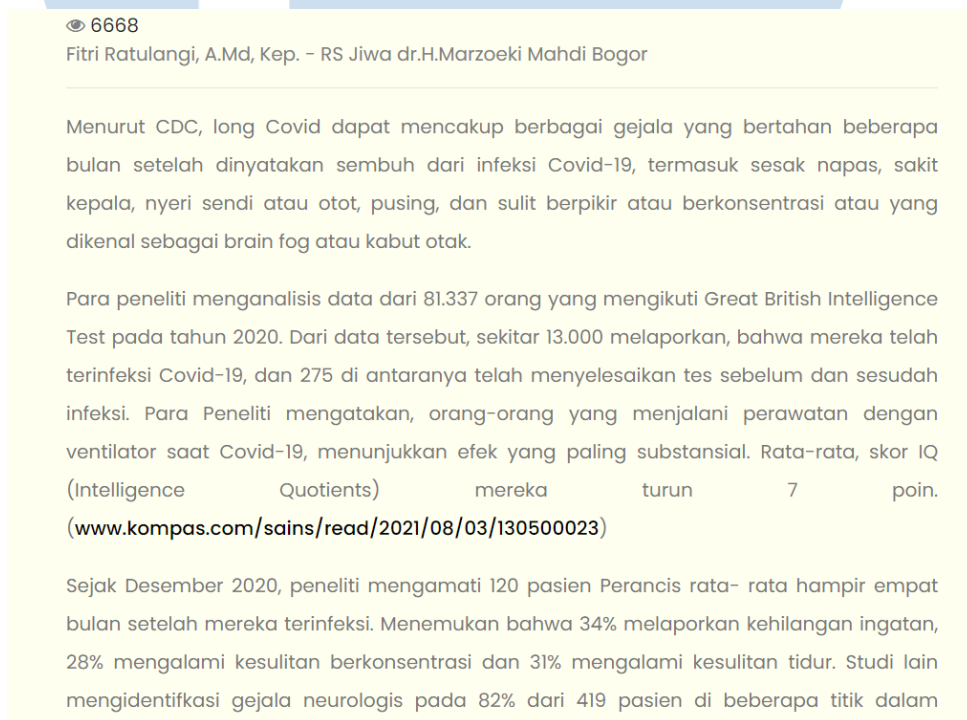 6668
Fitri Ratulangi, A.Md, Kep. - RS Jiwa dr.H.Marzoeki Mahdi Bogor
Menurut CDC, long Covid dapat mencakup berbagai gejala yang bertahan beberapa
bulan setelah dinyatakan sembuh dari infeksi Covid-19, termasuk sesak napas, sakit
kepala, nyeri sendi atau otot, pusing, dan sulit berpikir atau berkonsentrasi atau yang
dikenal sebagai brain fog atau kabut otak.
Para peneliti menganalisis data dari 81.337 orang yang mengikuti Great British Intelligence
Test pada tahun 2020. Dari data tersebut, sekitar 13.000 melaporkan, bahwa mereka telah
terinfeksi Covid-19, dan 275 di antaranya telah menyelesaikan tes sebelum dan sesudah
infeksi. Para Peneliti mengatakan, orang-orang yang menjalani perawatan dengan
ventilator saat Covid-19, menunjukkan efek yang paling substansial. Rata-rata, skor IQ
(Intelligence Quotients) mereka turun 7 poin.
(www.kompas.com/sains/read/2021/08/03/130500023)
Sejak Desember 2020, peneliti mengamati 120 pasien Perancis rata- rata hampir empat
bulan setelah mereka terinfeksi. Menemukan bahwa 34% melaporkan kehilangan ingatan,
28% mengalami kesulitan berkonsentrasi dan 31% mengalami kesulitan tidur. Studi lain
mengidentifkasi gejala neurologis pada 82% dari 419 pasien di beberapa titik dalam